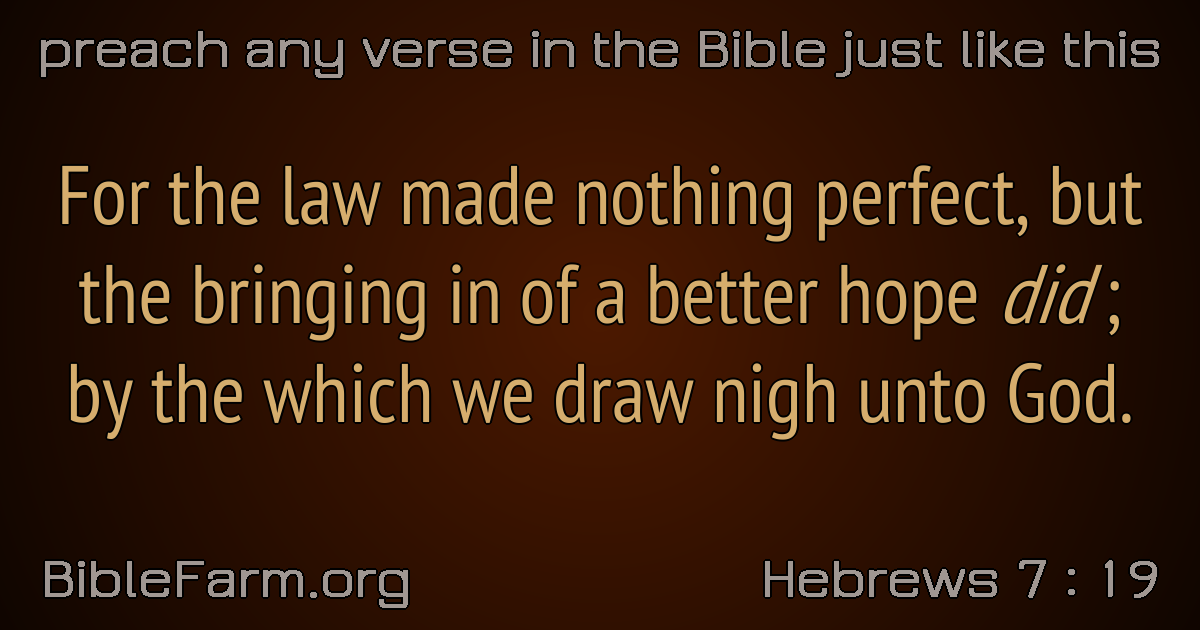 preach any verse in the Bible just like this
For the law made nothing perfect, but
the bringing in of a better hope did ;
by the which we draw nigh unto God.
BibleFarm.org
Hebrews 7 : 19